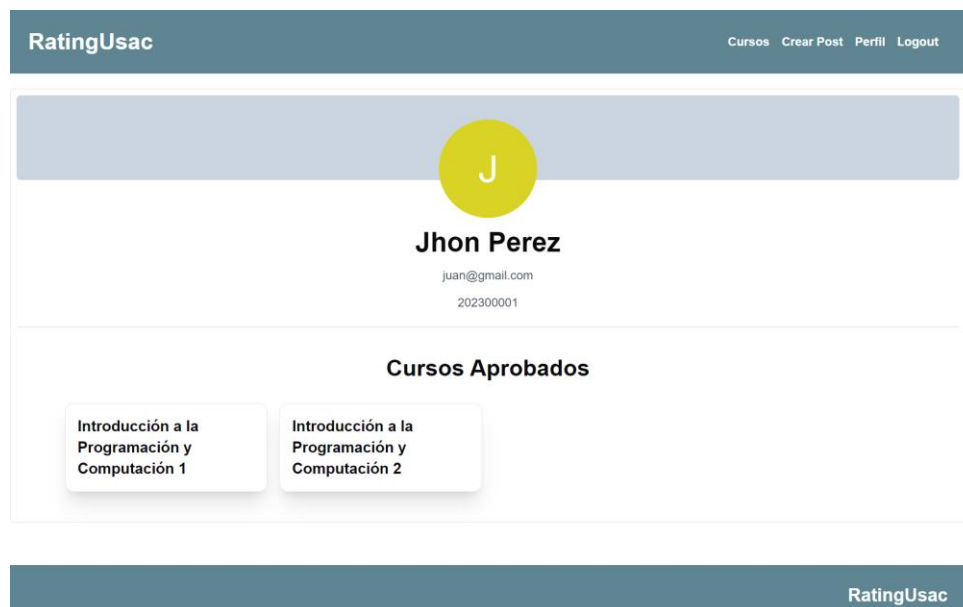 RatingUsac
Cursos Crear Post Perfil Logout
J
Jhon Perez
juan@gmail.com
202300001
Cursos Aprobados
Introducción a la
Programación y
Computación 1
Introducción a la
Programación y
Computación 2
RatingUsac